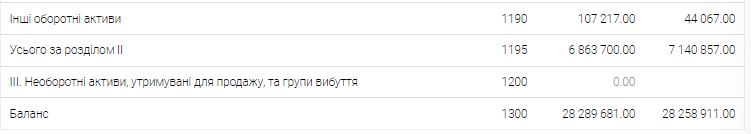 Інші оборотні активи 1190 107 217.00 44 067.00
Усього за розділом II 1195 6 863 700.00 7 140 857.00
III. Необоротні активи, утримувані для продажу, та групи вибуття 1200 0.00
Баланс 1300 28 289 681.00 28 258 911.00